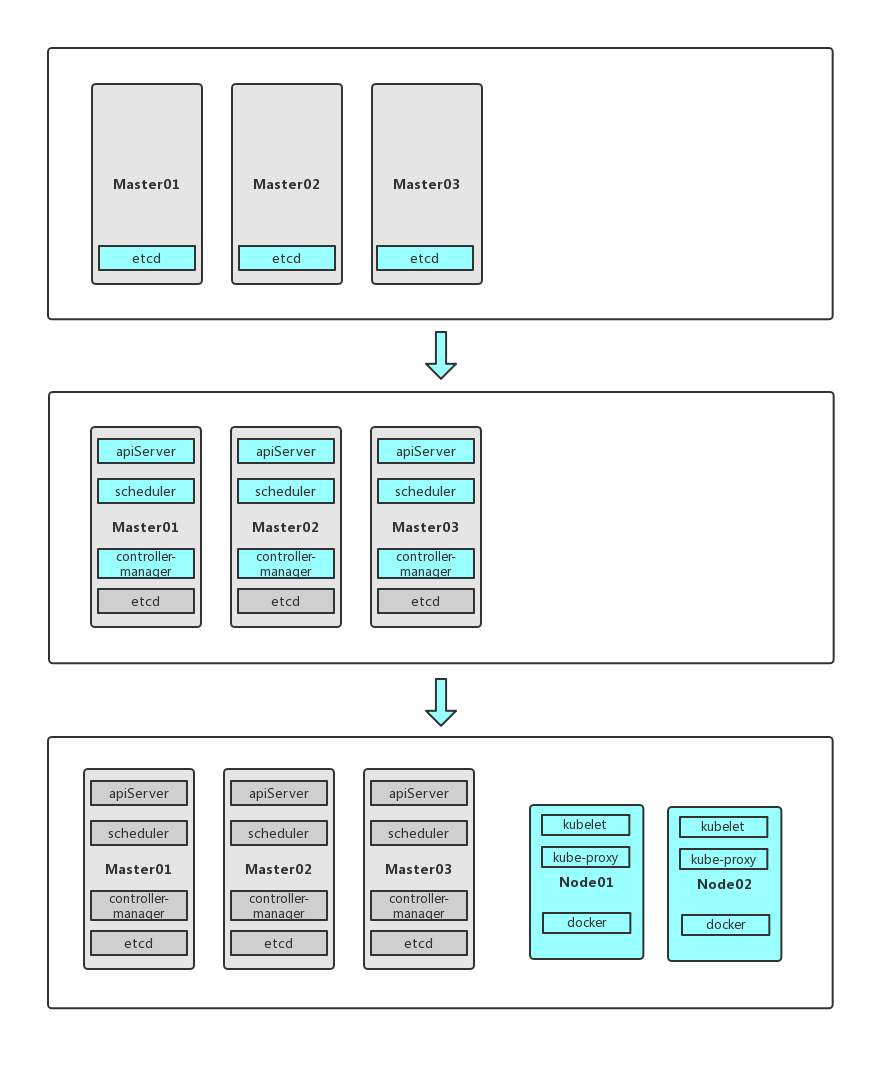 Master01
Master02
Master03
etcd
etcd
etcd
apiServer
apiServer
apiServer
scheduler
scheduler
scheduler
Master01
Master02
Master03
controller-
manager
controller-
manager
controller-
manager
etcd
etcd
etcd
apiServer
apiServer
apiServer
scheduler
scheduler
scheduler
Master01
Master02
Master03
controller-
manager
controller-
manager
controller-
manager
etcd
etcd
etcd
kubelet
kube-proxy
Node01
docker
kubelet
kube-proxy
Node02
docker